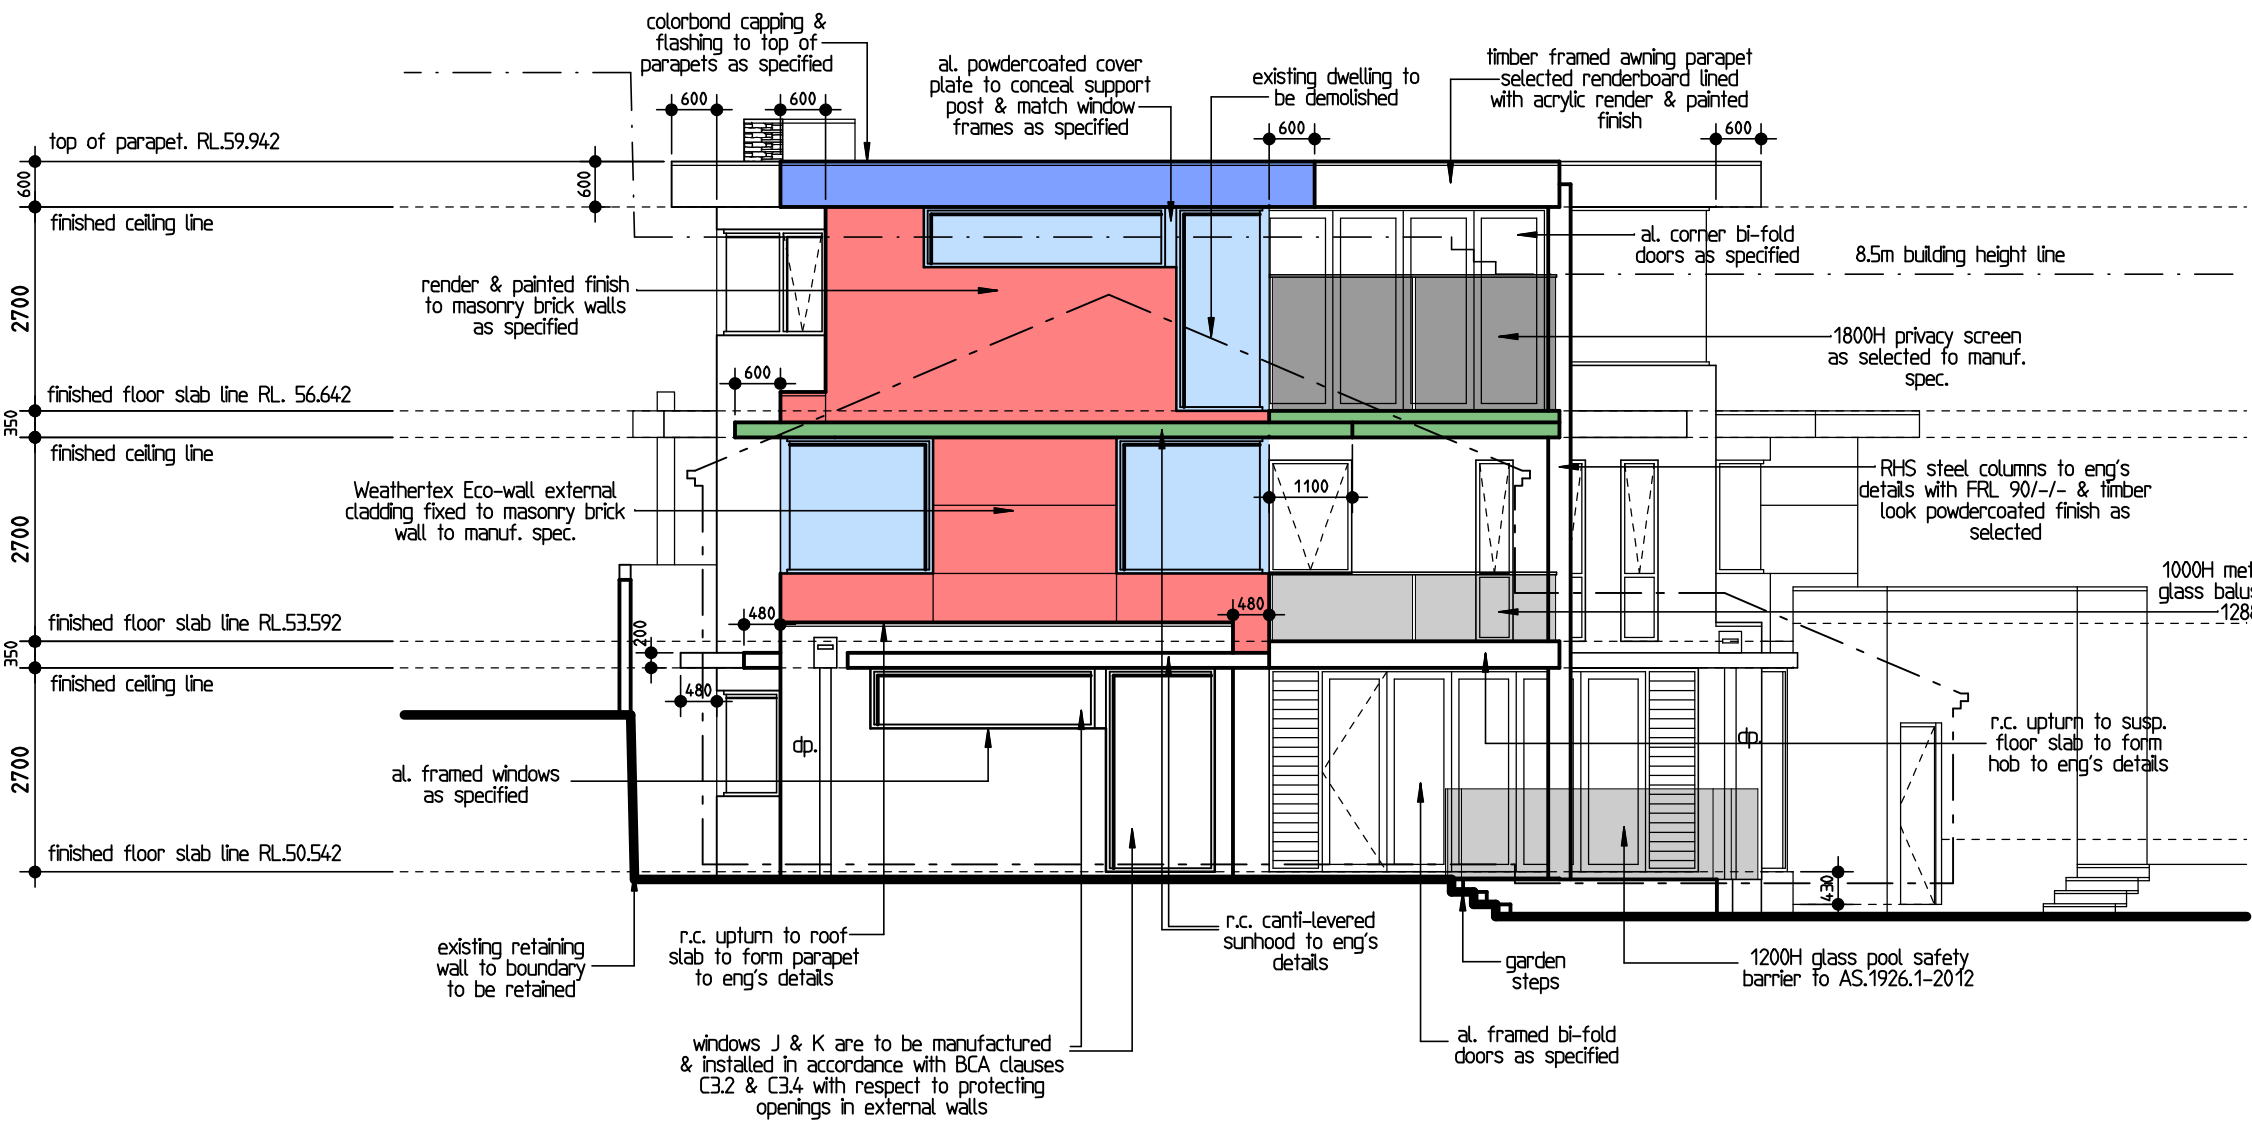 colorbond capping &
flashing to top of
parapets as specified
al. powdercoated cover
plate to conceal support
post & match window
frames as specified
existing dwelling to
be demolished
timber framed awning parapet
selected renderboard lined
with acrylic render & painted
finish
600
600
600
600
top of parapet. RL.59.942
600
600
finished ceiling line
al. corner bi-fold
doors as specified
8.5m building height line
render & painted finish
to masonry brick walls
as specified
2700
1800H privacy screen
as selected to manuf.
spec.
600
finished floor slab line RL. 56.642
350
finished ceiling line
Weathertex Eco-wall external
cladding fixed to masonry brick
wall to manuf. spec.
1100
RHS steel columns to eng's
details with FRL 90/-/- & timber
look powdercoated finish as
selected
2700
1000H met
glass balus
1288
480
480
finished floor slab line RL.53.592
200
350
finished ceiling line
480
dp.
dp.
r.c. upturn to susp.
floor slab to form
hob to eng's details
al. framed windows
as specified
2700
finished floor slab line RL.50.542
430
existing retaining
wall to boundary
to be retained
r.c. upturn to roof
slab to form parapet
to eng's details
r.c. canti-levered
sunhood to eng's
details
garden
steps
1200H glass pool safety
barrier to AS.1926.1-2012
windows J & K are to be manufactured
& installed in accordance with BCA clauses
C3.2 & C3.4 with respect to protecting
openings in external walls
al. framed bi-fold
doors as specified